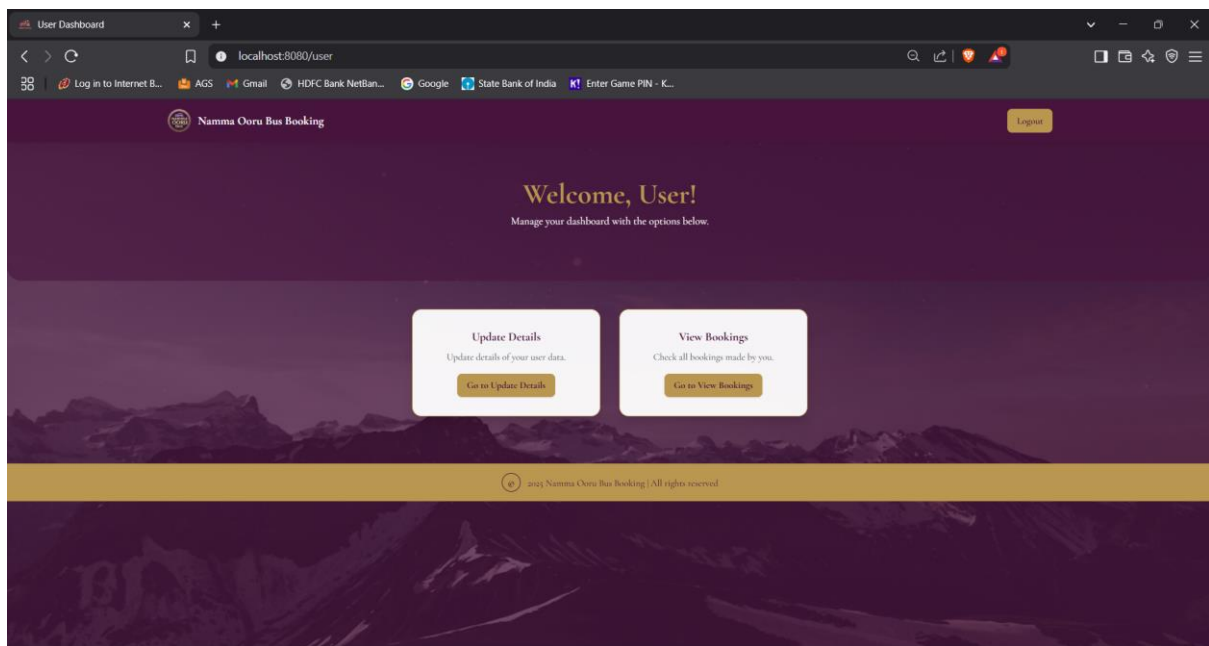 User Dashboard
localhost:8080/user
Log in to Internet B... AGS Gmail HDFC Bank NetBan... Google State Bank of India K! Enter Game PIN - K...
Namma Ooru Bus Booking
Logout
Welcome, User!
Manage your dashboard with the options below.
Update Details
Update details of your user data.
Go to Update Details
View Bookings
Check all bookings made by you.
Go to View Bookings
© 2025 Namma Ooru Bus Booking | All rights reserved